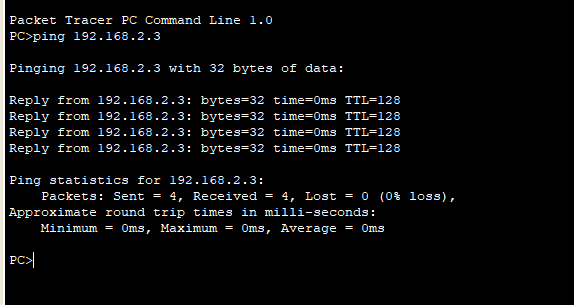 Packet Tracer PC Command Line 1.0
PC>ping 192.168.2.3
Pinging 192.168.2.3 with 32 bytes of data:
Reply from 192.168.2.3: bytes=32 time=0ms TTL=128
Reply from 192.168.2.3: bytes=32 time=0ms TTL=128
Reply from 192.168.2.3: bytes=32 time=0ms TTL=128
Reply from 192.168.2.3: bytes=32 time=0ms TTL=128
Ping statistics for 192.168.2.3:
Packets: Sent = 4, Received = 4, Lost = 0 (0% loss),
Approximate round trip times in milli-seconds:
Minimum = 0ms, Maximum = 0ms, Average = 0ms
PC>